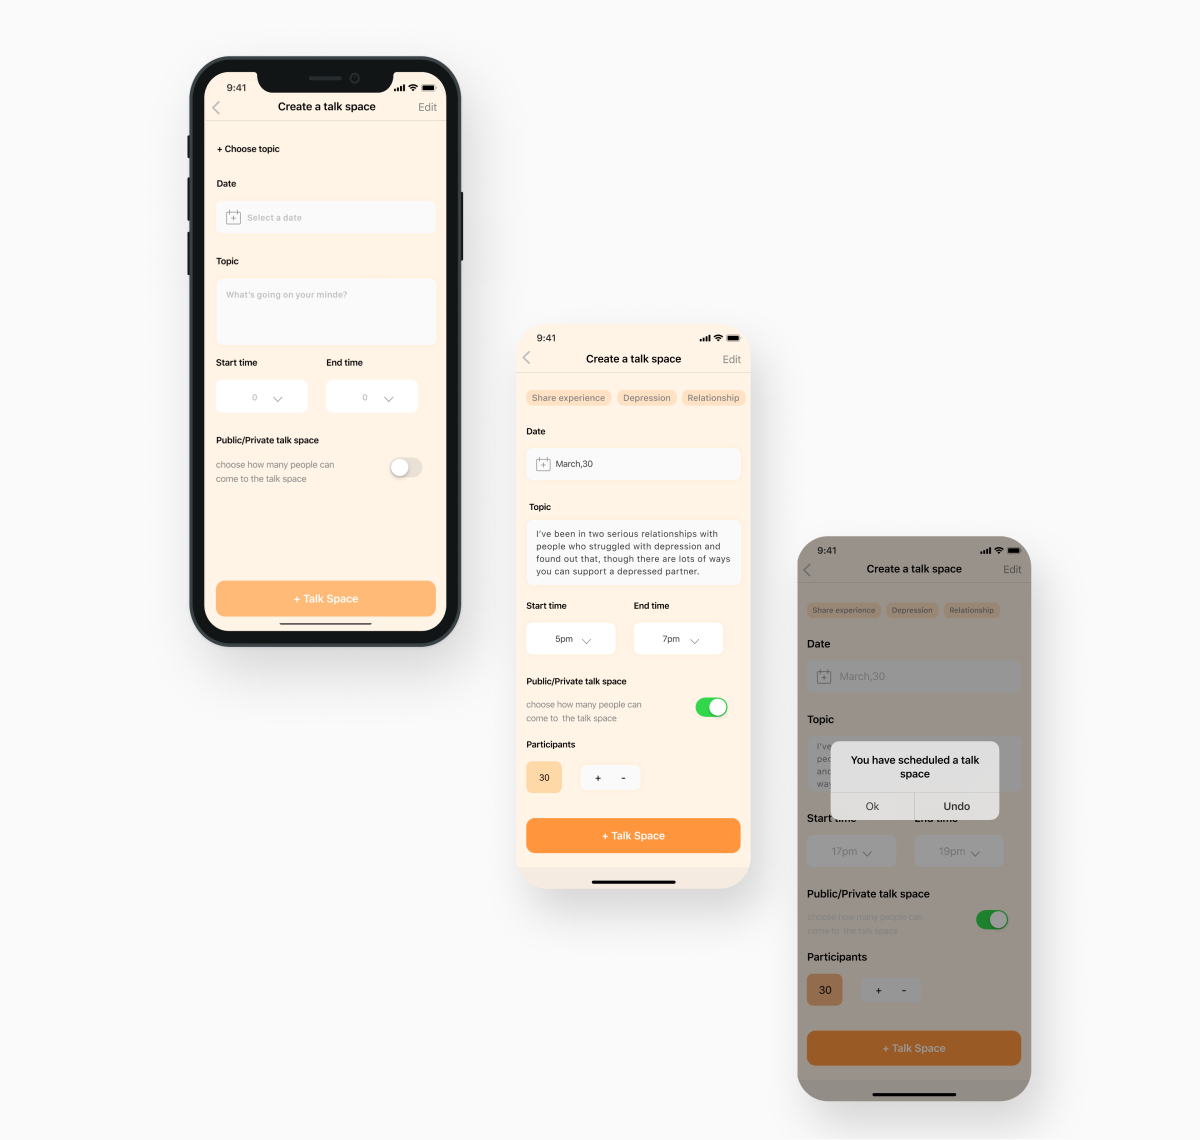 9:41
Create a talk space
Edit
+ Choose topic
Date
Select a date
Topic
What's going on your minde?
Start time
End time
0
0
Public/Private talk space
choose how many people can
come to the talk space
+ Talk Space
9:41
Create a talk space
Edit
Share experience
Depression
Relationship
Date
March,30
Topic
I've been in two serious relationships with
people who struggled with depression and
found out that, though there are lots of ways
you can support a depressed partner.
Start time
End time
5pm
7pm
Public/Private talk space
choose how many people can
come to the talk space
Participants
30
+
-
+ Talk Space
9:41
Create a talk space
Edit
Share experience
Depression
Relationship
Date
March,30
Topic
I've
You have scheduled a talk
space
Ok
Undo
Start time
End time
17pm
19pm
Public/Private talk space
choose how many people can
come to the talk space
Participants
30
+
-
+ Talk Space